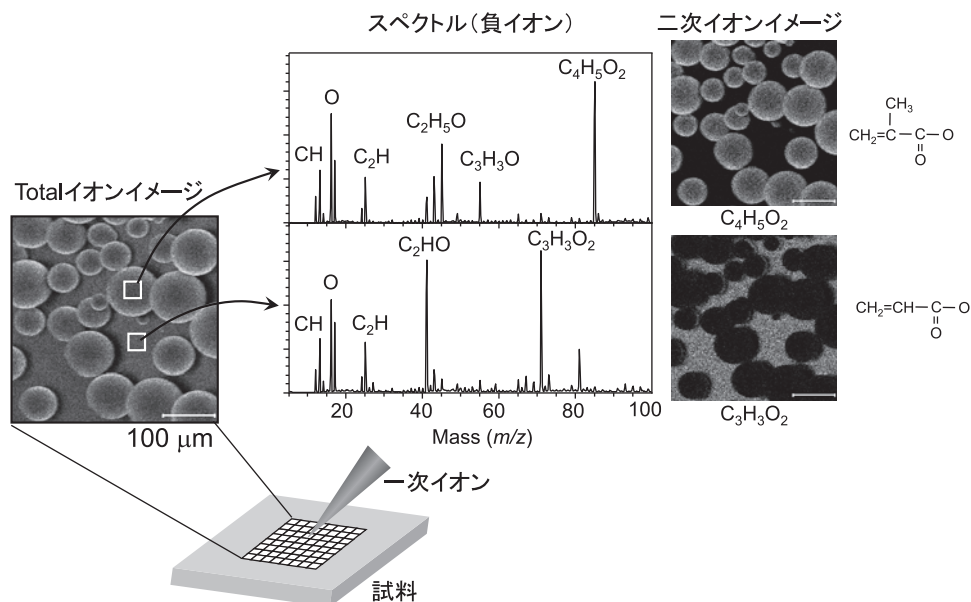 スペクトル（負イオン）
二次イオンイメージ
C4H5O2
O
C2H5O
CH
C2H
C3H3O
Totalイオンイメージ
C2HO
C3H3O2
O
CH
C2H
20 40 60 80 100
Mass (m/z)
100 μm
C4H5O2
CH3
CH2=C–C–O
O
C3H3O2
CH2=CH–C–O
O
一次イオン
試料